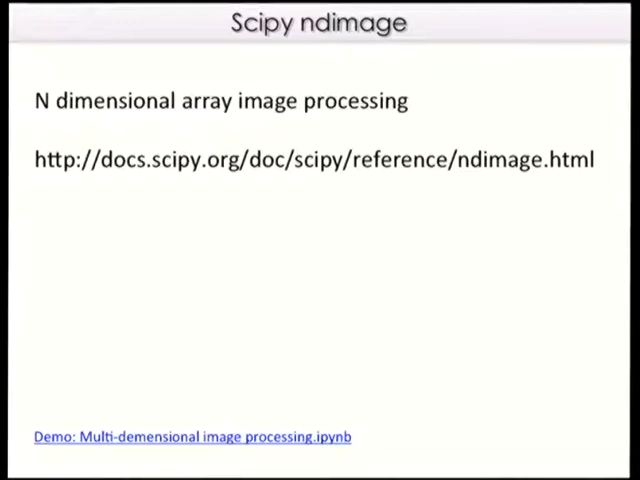 Scipy ndimage
N dimensional array image processing
http://docs.scipy.org/doc/scipy/reference/ndimage.html
Demo: Multi-demensional image processing.ipynb